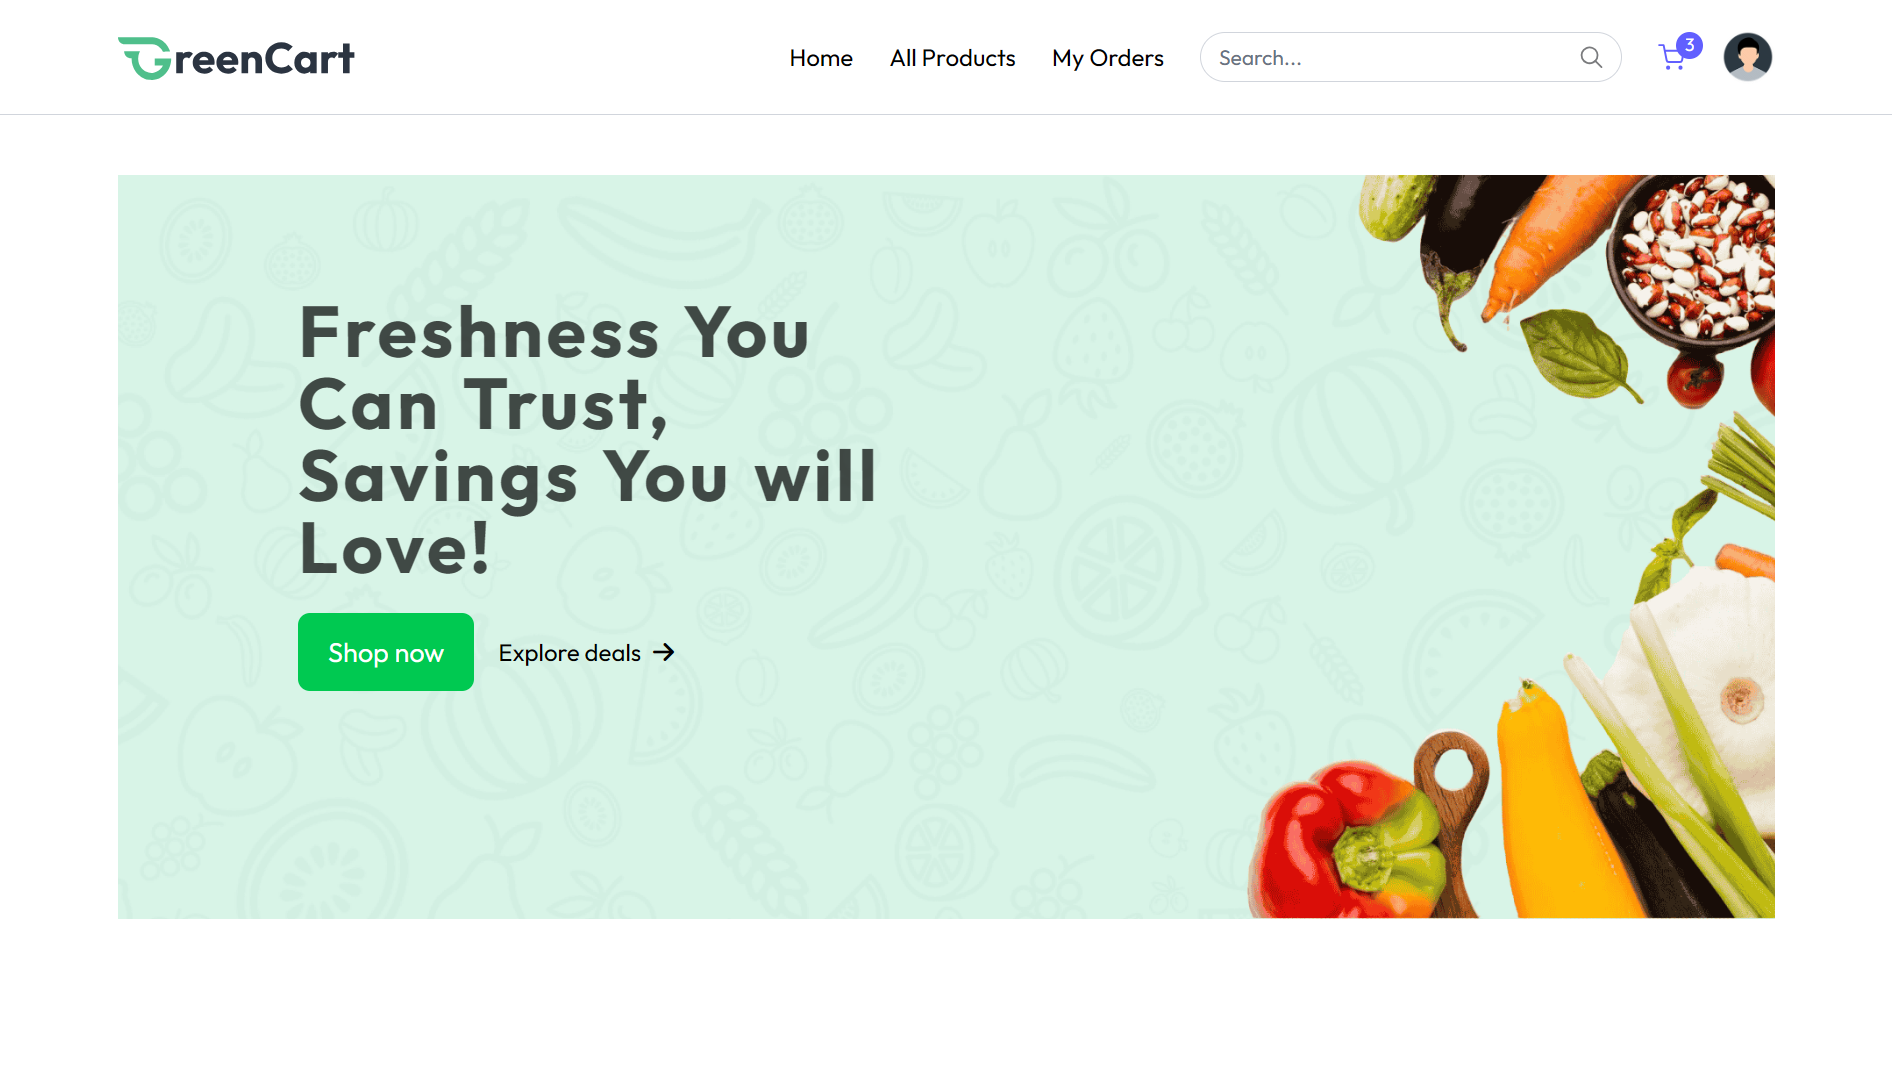 GreenCart
Home
All Products
My Orders
Search...
3
Freshness You
Can Trust,
Savings You will
Love!
Shop now
Explore deals